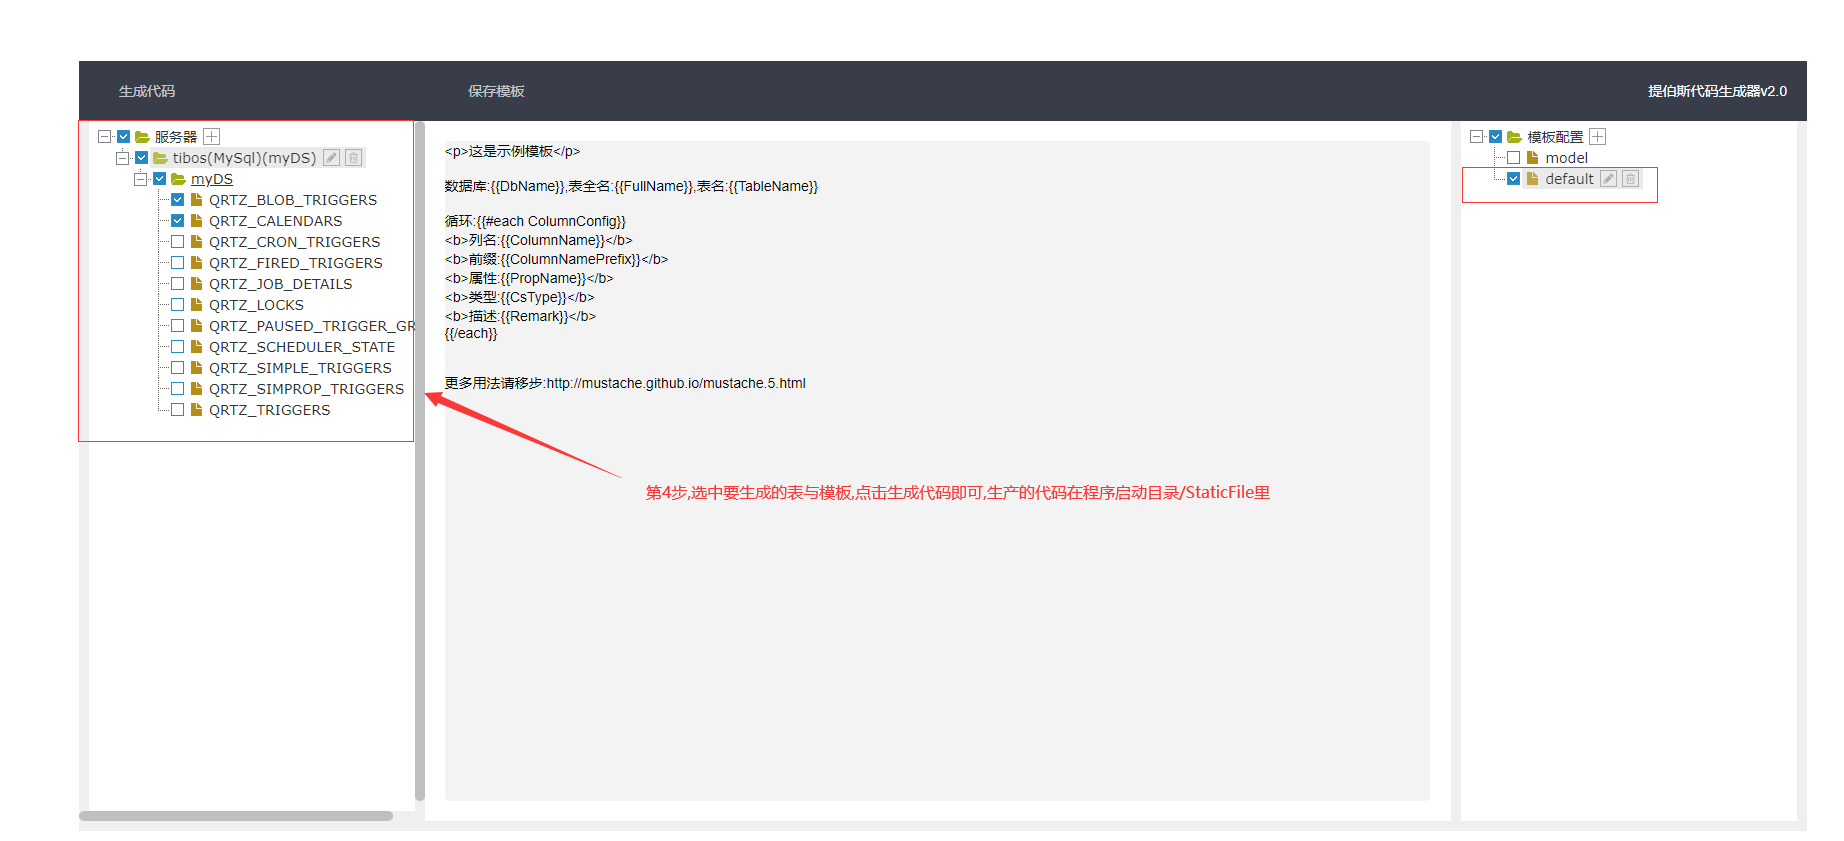 生成代码
保存模板
提伯斯代码生成器v2.0
服务器
tibos(MySql)(myDS)
myDS
QRTZ_BLOB_TRIGGERS
QRTZ_CALENDARS
QRTZ_CRON_TRIGGERS
QRTZ_FIRED_TRIGGERS
QRTZ_JOB_DETAILS
QRTZ_LOCKS
QRTZ_PAUSED_TRIGGER_GR
QRTZ_SCHEDULER_STATE
QRTZ_SIMPLE_TRIGGERS
QRTZ_SIMPROP_TRIGGERS
QRTZ_TRIGGERS
<p>这是示例模板</p>
数据库:{{DbName}},表全名:{{FullName}},表名:{{TableName}}
循环:{{#each ColumnConfig}}
<b>列名:{{ColumnName}}</b>
<b>前缀:{{ColumnNamePrefix}}</b>
<b>属性:{{PropName}}</b>
<b>类型:{{CsType}}</b>
<b>描述:{{Remark}}</b>
{{/each}}
更多用法请移步:http://mustache.github.io/mustache.5.html
第4步,选中要生成的表与模板,点击生成代码即可,生产的代码在程序启动目录/StaticFile里
模板配置
model
default